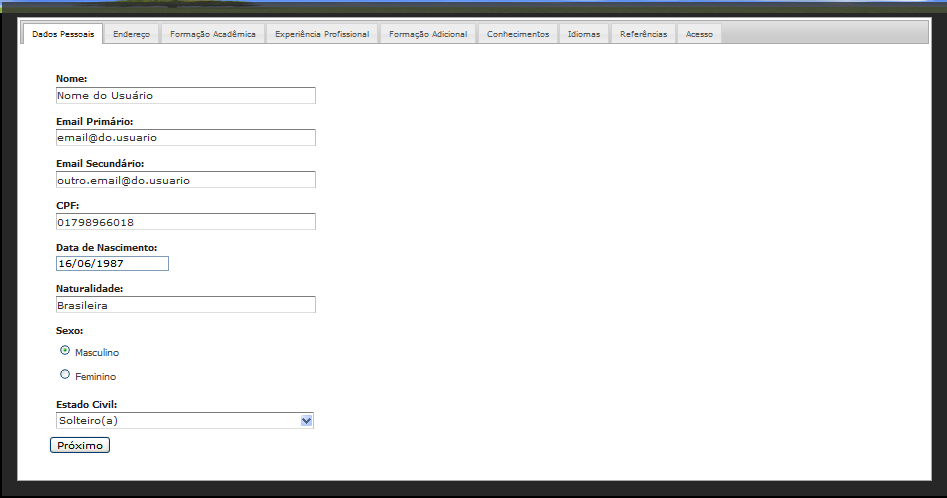 Dados Pessoais Endereço Formação Acadêmica Experiência Profissional Formação Adicional Conhecimentos Idiomas Referências Acesso
Nome:
Nome do Usuário
Email Primário:
email@do.usuario
Email Secundário:
outro.email@do.usuario
CPF:
01798966018
Data de Nascimento:
16/06/1987
Naturalidade:
Brasileira
Sexo:
Masculino
Feminino
Estado Civil:
Solteiro(a)
Próximo